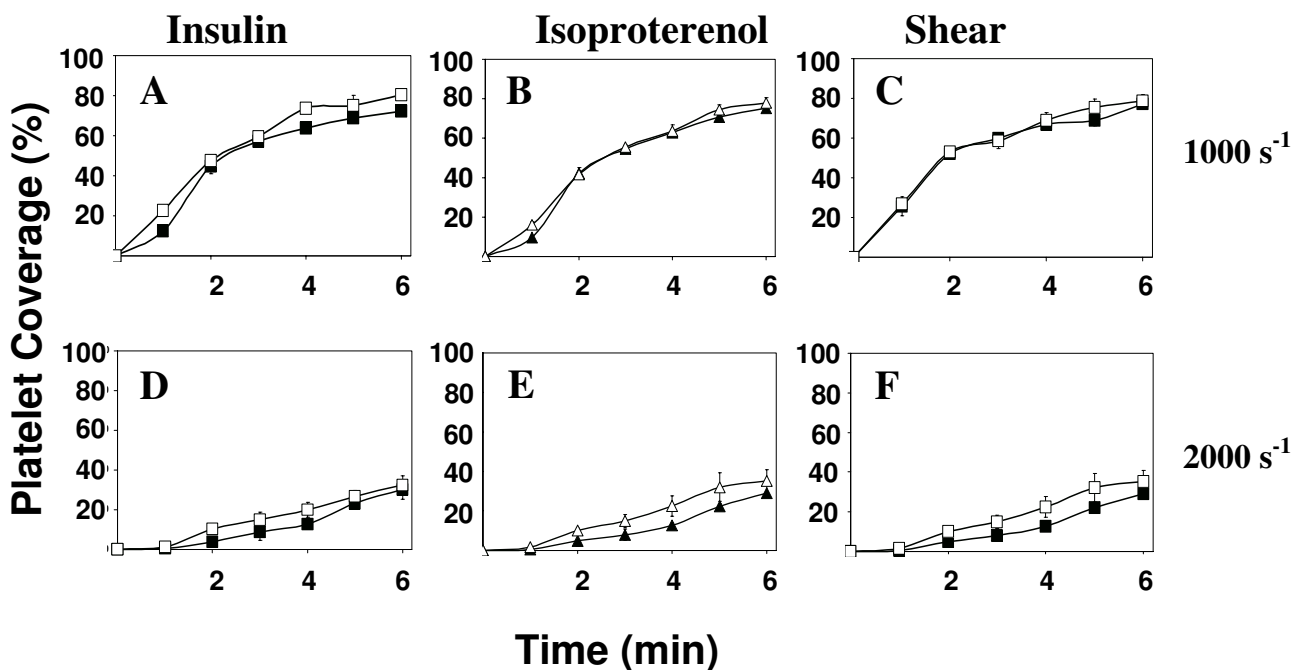 Insulin Isoproterenol Shear
Platelet Coverage (%)
100 100 100
A B C
80 80 80
60 60 60
1000 s-1
40 40 40
20 20 20
2 4 6 2 4 6 2 4 6
100 100 100
D E F
80 80 80
60 60 60
2000 s-1
40 40 40
20 20 20
2 4 6 2 4 6 2 4 6
Time (min)